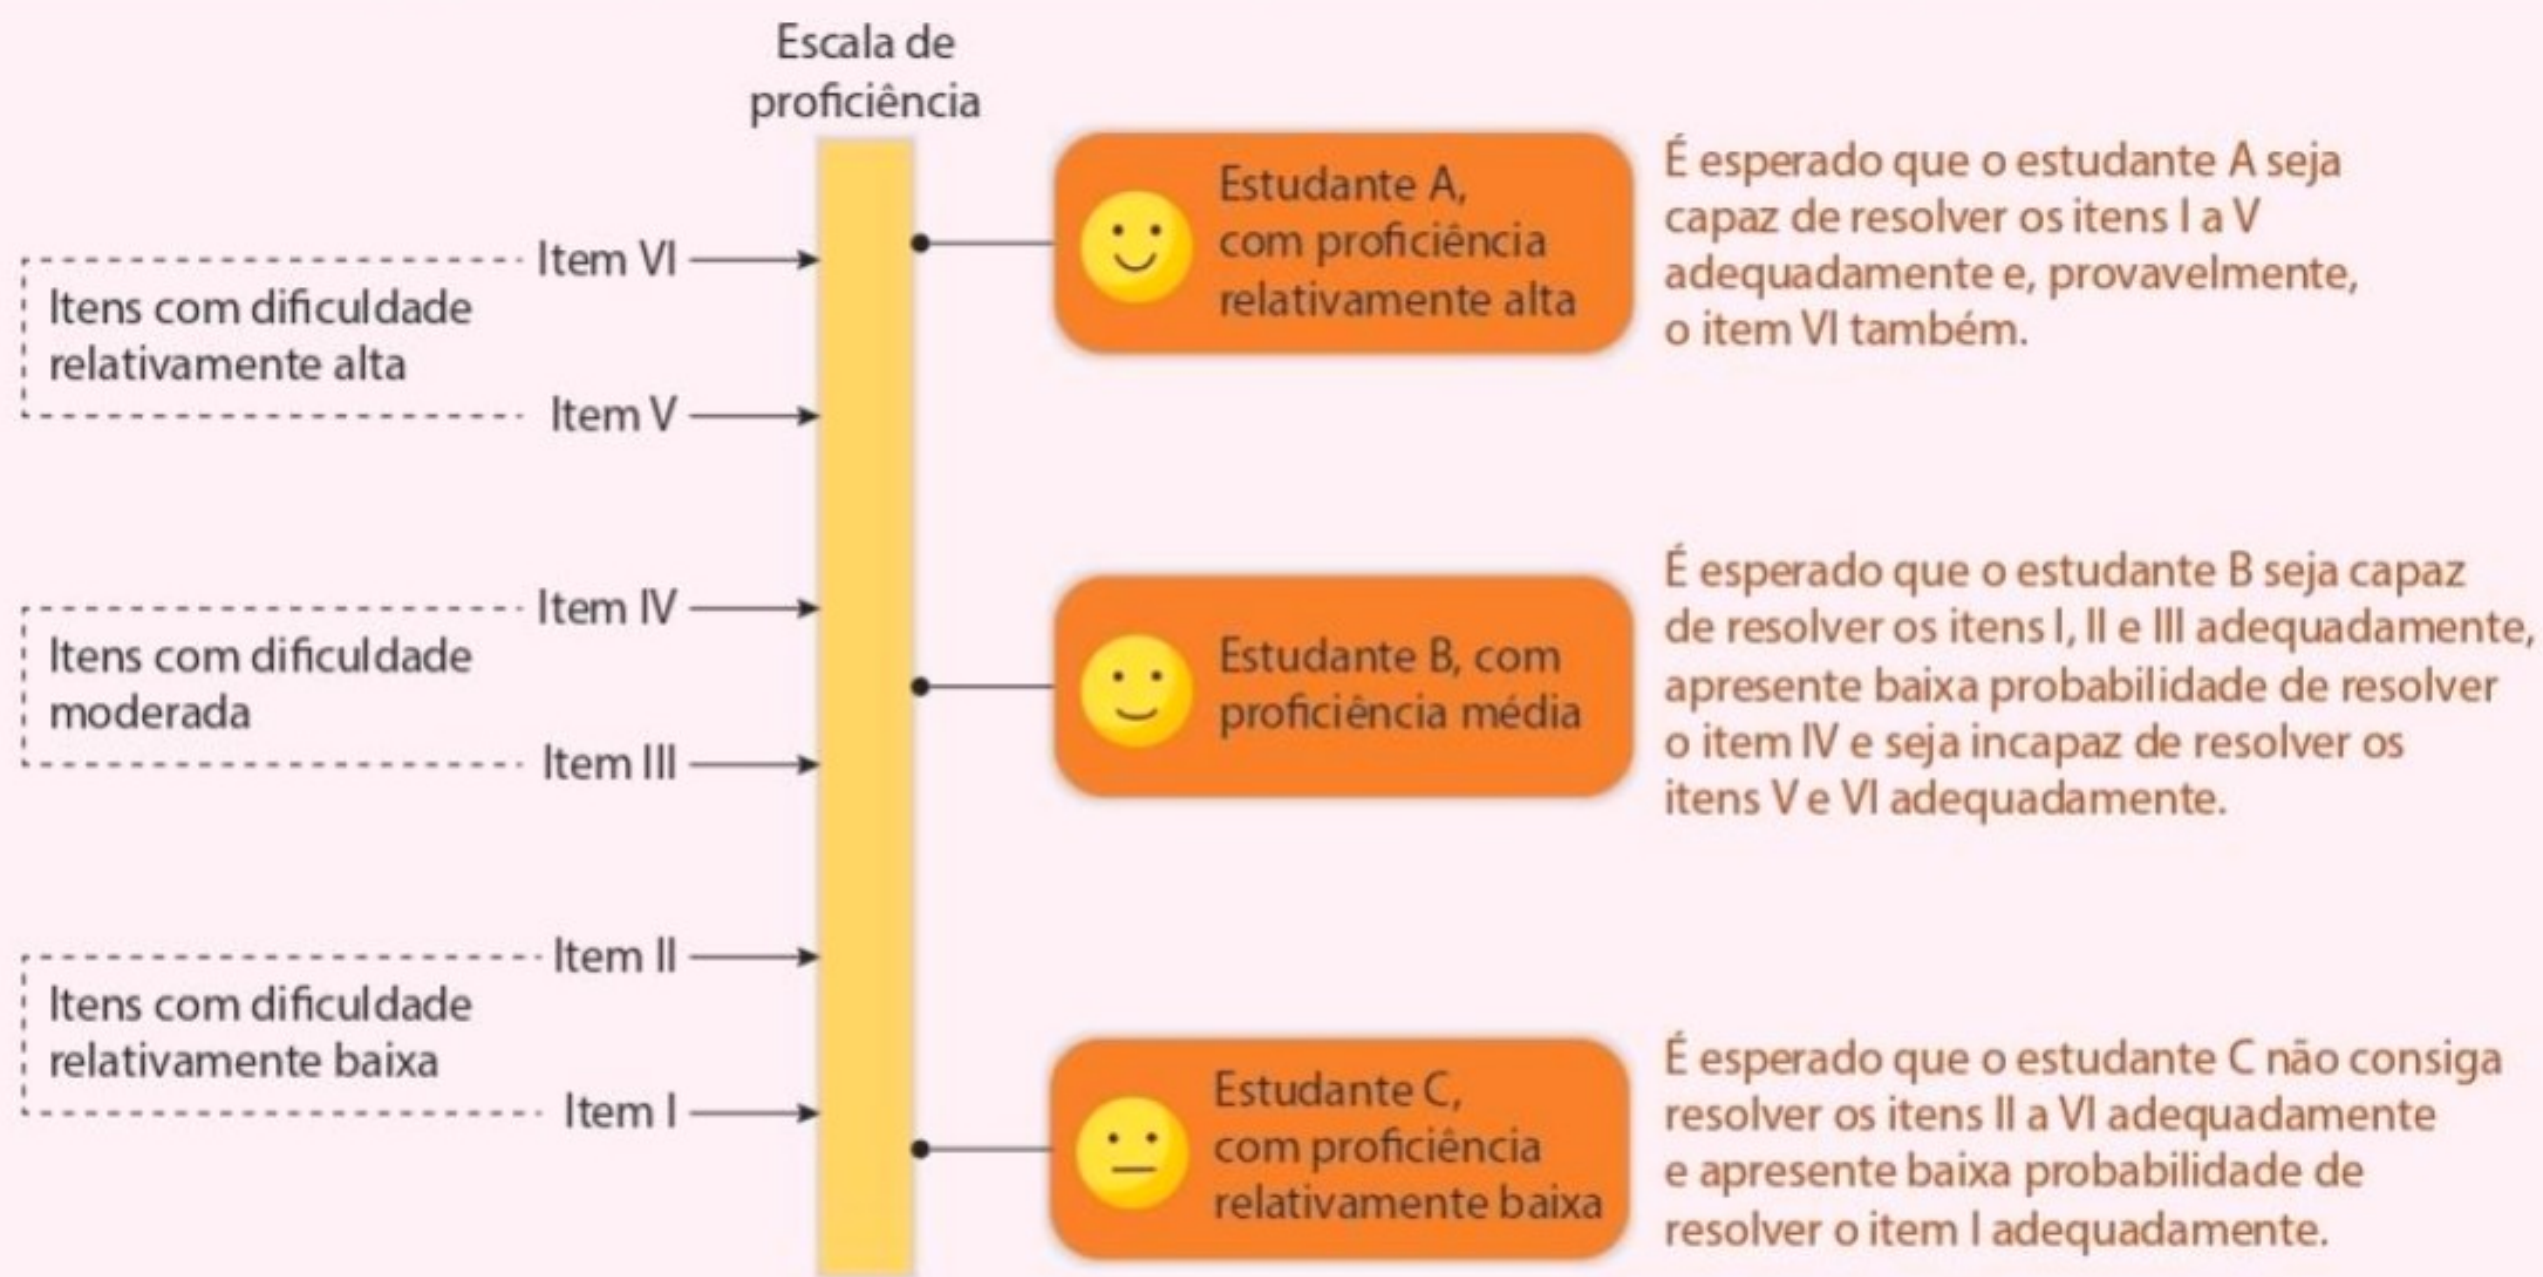 Escala de
proficiência
Item VI
Itens com dificuldade
relativamente alta
Item V
Estudante A,
com proficiência
relativamente alta
É esperado que o estudante A seja
capaz de resolver os itens I a V
adequadamente e, provavelmente,
o item VI também.
Item IV
Itens com dificuldade
moderada
Item III
Estudante B, com
proficiência média
É esperado que o estudante B seja capaz
de resolver os itens I, II e III adequadamente,
apresente baixa probabilidade de resolver
o item IV e seja incapaz de resolver os
itens V e VI adequadamente.
Item II
Itens com dificuldade
relativamente baixa
Item I
Estudante C,
com proficiência
relativamente baixa
É esperado que o estudante C não consiga
resolver os itens II a VI adequadamente
e apresente baixa probabilidade de
resolver o item I adequadamente.